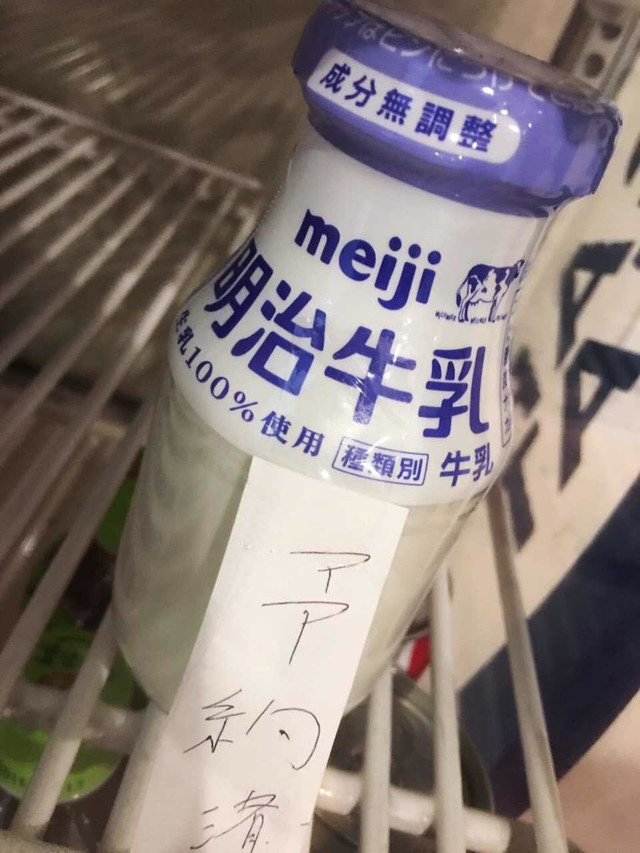 成分無調整
meiji
明治牛乳
生乳100%使用 種類別 牛乳
予
約
済